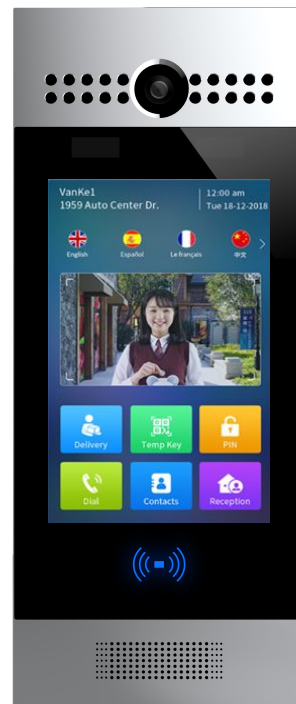 VanKe1
12:00 am
1959 Auto Center Dr.
Tue 18-12-2018
English
Español
Le français
中文
Delivery
Temp Key
PIN
Dial
Contacts
Reception